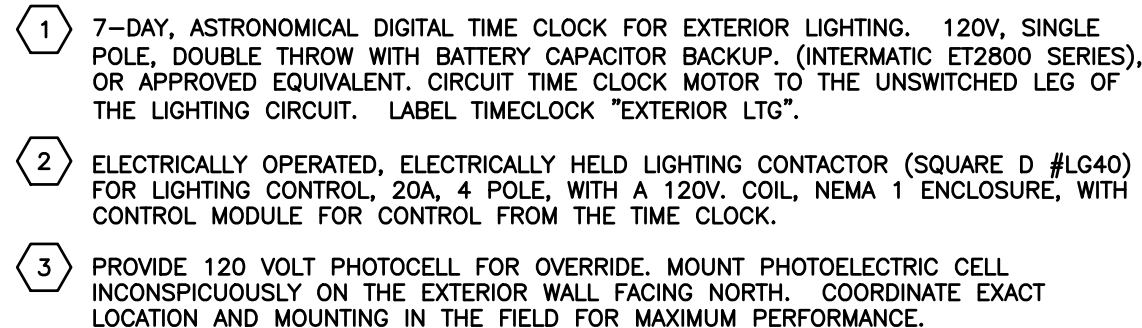 1 7-DAY, ASTRONOMICAL DIGITAL TIME CLOCK FOR EXTERIOR LIGHTING. 120V, SINGLE
POLE, DOUBLE THROW WITH BATTERY CAPACITOR BACKUP. (INTERMATIC ET2800 SERIES),
OR APPROVED EQUIVALENT. CIRCUIT TIME CLOCK MOTOR TO THE UNSWITCHED LEG OF
THE LIGHTING CIRCUIT. LABEL TIMECLOCK "EXTERIOR LTG".
2 ELECTRICALLY OPERATED, ELECTRICALLY HELD LIGHTING CONTACTOR (SQUARE D #LG40)
FOR LIGHTING CONTROL, 20A, 4 POLE, WITH A 120V. COIL, NEMA 1 ENCLOSURE, WITH
CONTROL MODULE FOR CONTROL FROM THE TIME CLOCK.
3 PROVIDE 120 VOLT PHOTOCELL FOR OVERRIDE. MOUNT PHOTOELECTRIC CELL
INCONSPICUOUSLY ON THE EXTERIOR WALL FACING NORTH. COORDINATE EXACT
LOCATION AND MOUNTING IN THE FIELD FOR MAXIMUM PERFORMANCE.